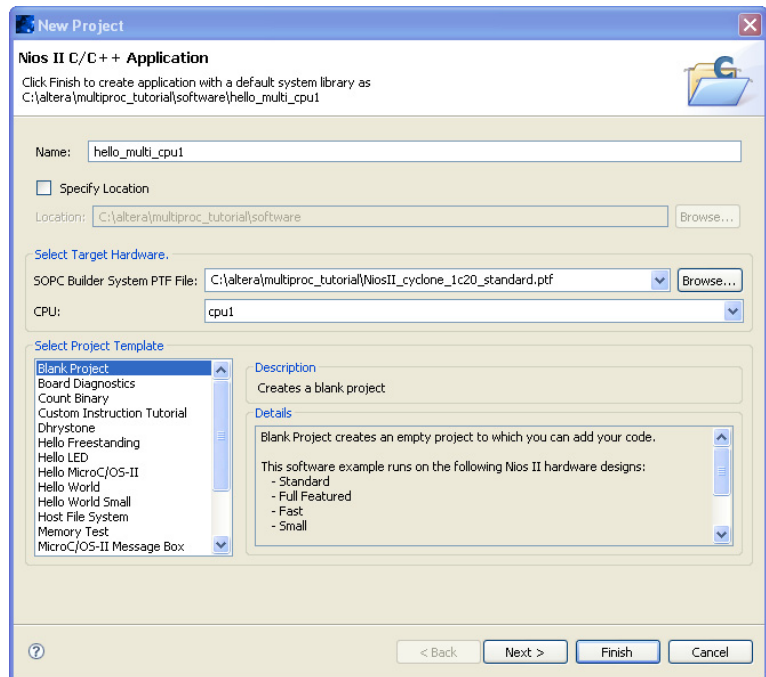 New Project
Nios II C/C++ Application
Click Finish to create application with a default system library as
C:\altera\multiproc_tutorial\software\hello_multi_cpu1
Name: hello_multi_cpu1
Specify Location
Location: C:\altera\multiproc_tutorial\software Browse...
Select Target Hardware.
SOPC Builder System PTF File: C:\altera\multiproc_tutorial\NiosII_cyclone_1c20_standard.ptf Browse...
CPU: cpu1
Select Project Template
Blank Project
Board Diagnostics
Count Binary
Custom Instruction Tutorial
Dhrystone
Hello Freestanding
Hello LED
Hello MicroC/OS-II
Hello World
Hello World Small
Host File System
Memory Test
MicroC/OS-II Message Box
Description
Creates a blank project
Details
Blank Project creates an empty project to which you can add your code.
This software example runs on the following Nios II hardware designs:
- Standard
- Full Featured
- Fast
- Small
? < Back Next > Finish Cancel